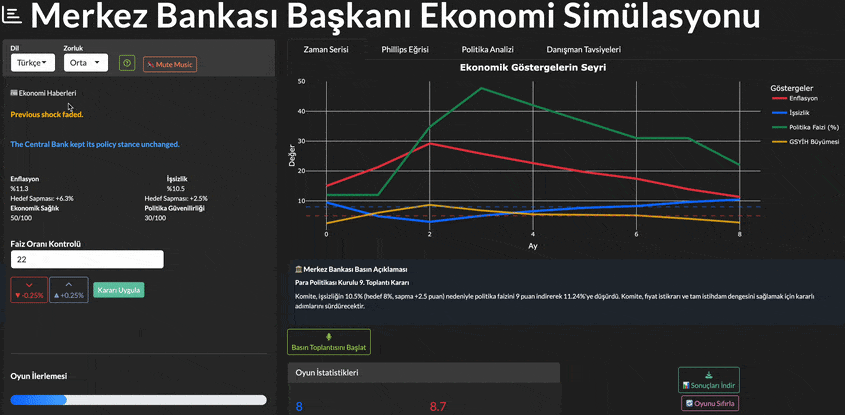 Merkez Bankası Başkanı Ekonomi Simülasyonu
Dil
Zorluk
Türkçe
Orta
Mute Music
Ekonomi Haberleri
Previous shock faded.
The Central Bank kept its policy stance unchanged.
Enflasyon
İşsizlik
%11.3
%10.5
Hedef Sapması: +6.3%
Hedef Sapması: +2.5%
Ekonomik Sağlık
Politika Güvenilirliği
50/100
30/100
Faiz Oranı Kontrolü
22
▼ -0.25%
▲ +0.25%
Kararı Uygula
Oyun İlerlemesi
Zaman Serisi
Phillips Eğrisi
Politika Analizi
Danışman Tavsiyeleri
Ekonomik Göstergelerin Seyri
Değer
50
40
30
20
10
0
2
4
6
8
Ay
Göstergeler
Enflasyon
İşsizlik
Politika Faizi (%)
GSYİH Büyümesi
Merkez Bankası Basın Açıklaması
Para Politikası Kurulu 9. Toplantı Kararı
Komite, işsizliğin 10.5% (hedef 8%, sapma +2.5 puan) nedeniyle politika faizini 9 puan indirerek 11.24%'ye düşürdü. Komite, fiyat istikrarı ve tam istihdam dengesini sağlamak için kararlı
adımlarını sürdürecektir.
Basın Toplantısını Başlat
Oyun İstatistikleri
8
8.7
Sonuçları İndir
Oyunu Sıfırla